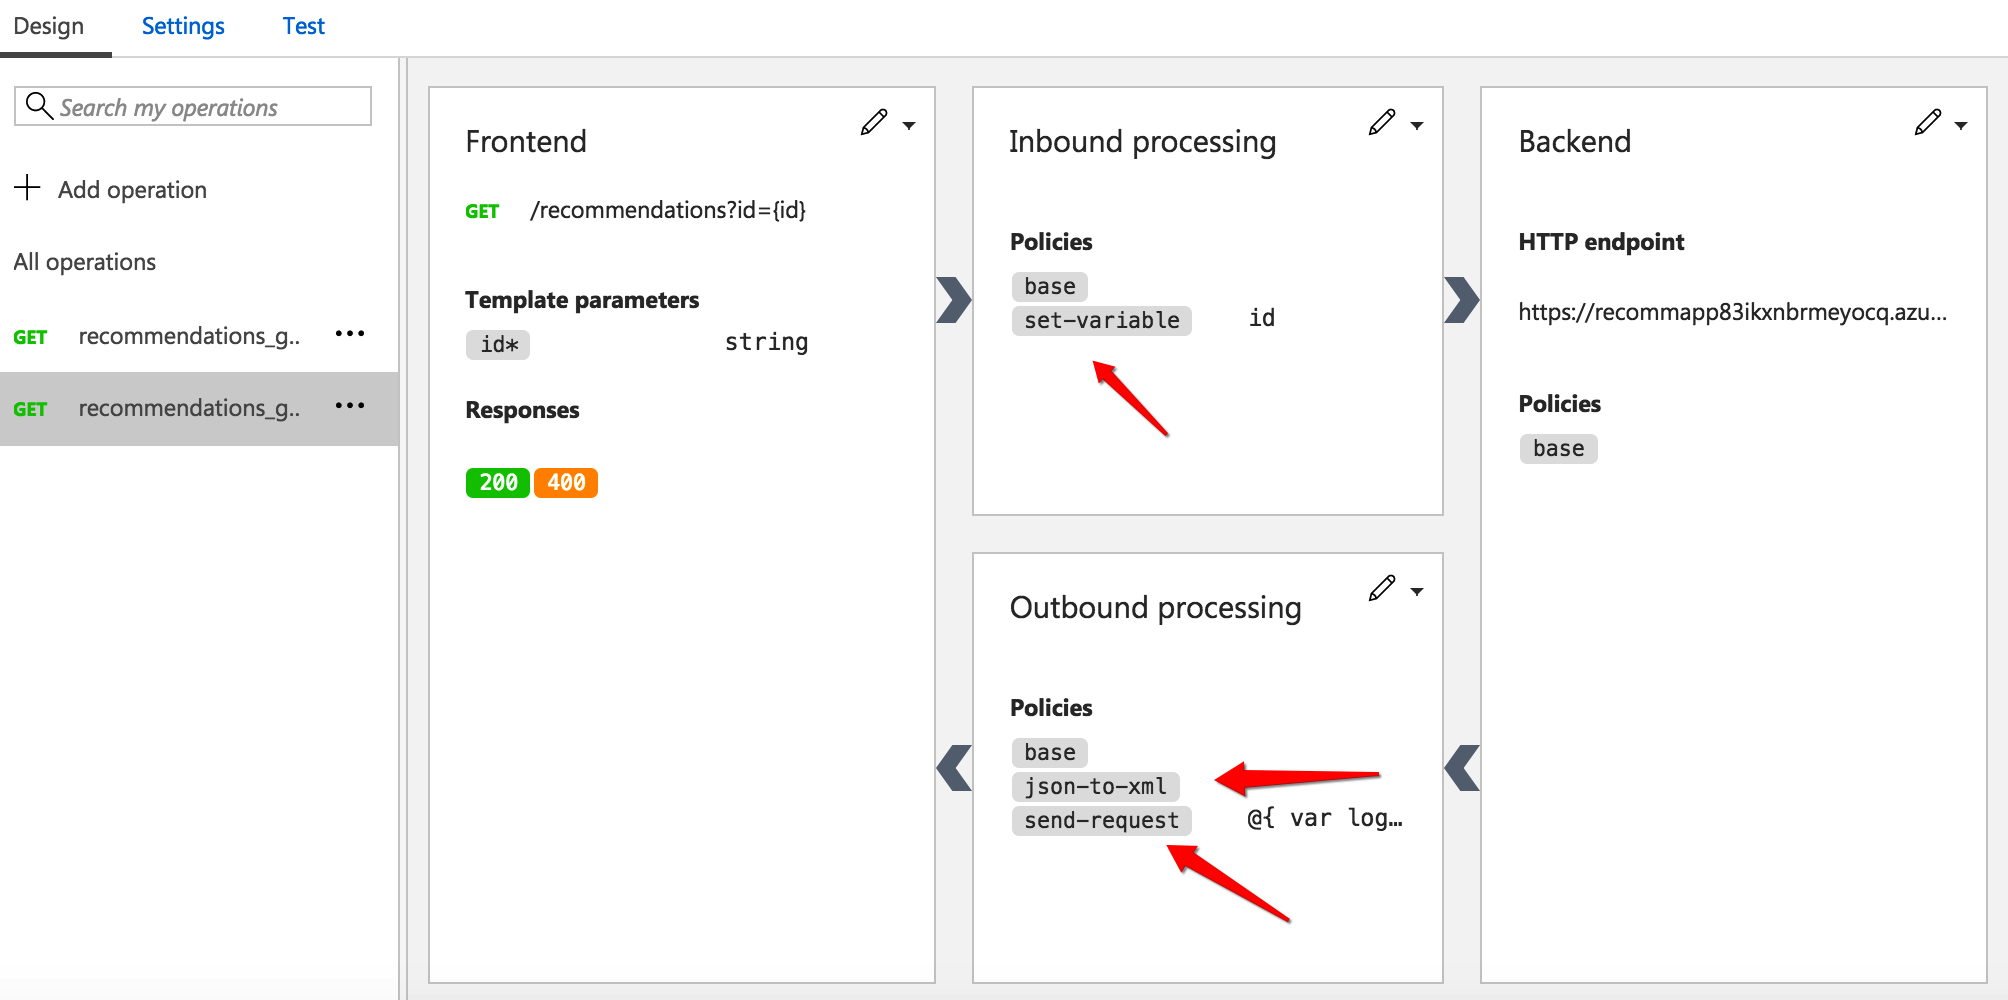 Design Settings Test
Search my operations
Add operation
All operations
GET recommendations_g.. •••
GET recommendations_g.. •••
Frontend
GET /recommendations?id={id}
Template parameters
id* string
Responses
200 400
Inbound processing
Policies
base
set-variable id
Outbound processing
Policies
base
json-to-xml
send-request @{ var log…
Backend
HTTP endpoint
https://recommapp83ikxnbrmeyocq.azu...
Policies
base